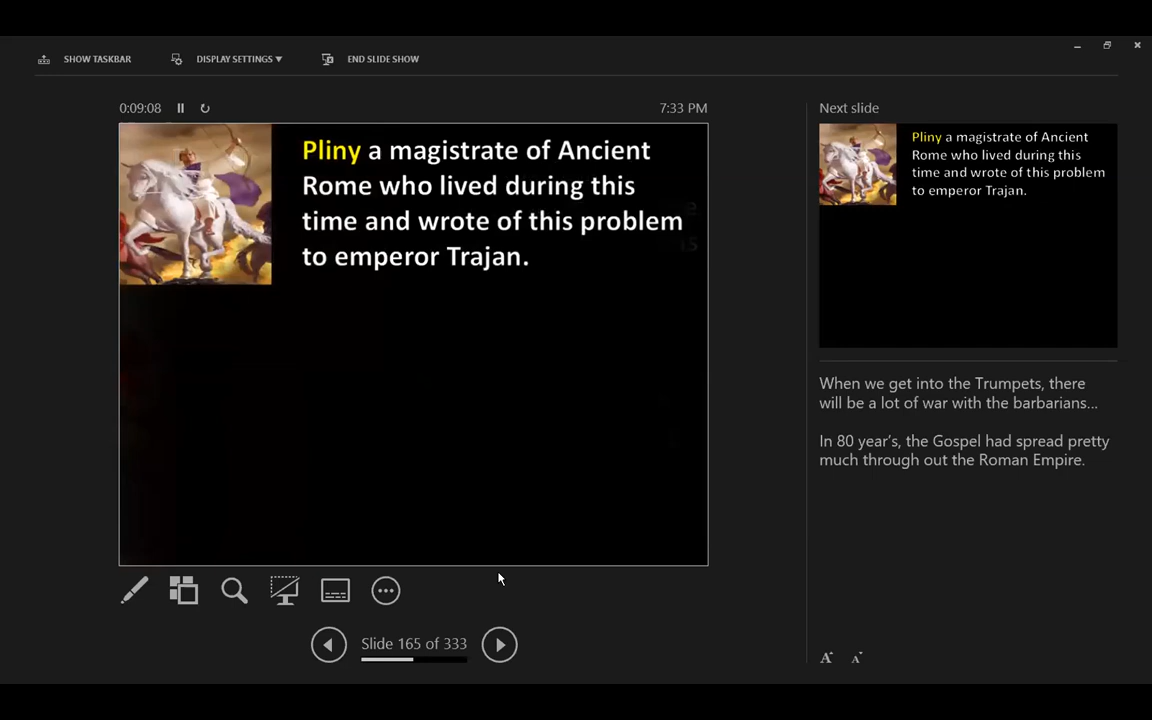 SHOW TASKBAR
DISPLAY SETTINGS ▼
END SLIDE SHOW
0:09:08
7:33 PM
Pliny a magistrate of Ancient
Rome who lived during this
time and wrote of this problem
to emperor Trajan.
Slide 165 of 333
Next slide
Pliny a magistrate of Ancient
Rome who lived during this
time and wrote of this problem
to emperor Trajan.
When we get into the Trumpets, there
will be a lot of war with the barbarians...
In 80 year's, the Gospel had spread pretty
much through out the Roman Empire.
A A